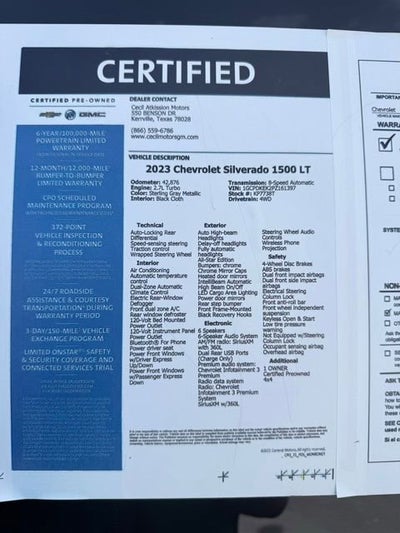 CERTIFIED
CERTIFIED PRE-OWNED
GMC
6-YEAR/100,000-MILE
POWERTRAIN LIMITED
WARRANTY
12-MONTH/12,000-MILE
BUMPER-TO-BUMPER
LIMITED WARRANTY
CPO SCHEDULED
MAINTENANCE PROGRAM
172-POINT
VEHICLE INSPECTION
& RECONDITIONING
PROCESS
24/7 ROADSIDE
ASSISTANCE & COURTESY
TRANSPORTATION DURING
WARRANTY PERIOD
3-DAY/150-MILE VEHICLE
EXCHANGE PROGRAM
LIMITED ONSTAR SAFETY
& SECURITY COVERAGE AND
CONNECTED SERVICES TRIAL
DEALER CONTACT
Cecil Atkission Motors
550 BENSON DR
Kerrville, Texas 78028
(866) 559-6786
www.cecilmotorsgm.com
VEHICLE DESCRIPTION
2023 Chevrolet Silverado 1500 LT
Odometer: 42,876
Engine: 2.7L Turbo
Color: Sterling Gray Metallic
Interior: Black Cloth
Transmission: 8-Speed Automatic
VIN: 1GCPDKEK2PZ161397
Stock #: KP7738T
Drivetrain: 4WD
Technical
Auto-Locking Rear
Differential
Speed-sensing steering
Traction control
Wrapped Steering Wheel
Interior
Air Conditioning
Automatic temperature
control
Dual-Zone Automatic
Climate Control
Electric Rear-Window
Defogger
Front dual zone A/C
Rear window defroster
120-Volt Bed Mounted
Power Outlet
120-Volt Instrument Panel
Power Outlet
Bluetooth® For Phone
Power driver seat
Power Front Windows
w/Driver Express
Up/Down
Power Front Windows
w/Passenger Express
Down
Exterior
Auto High-beam
Headlights
Delay-off headlights
Fully automatic
headlights
All-Star Edition
Bumpers: chrome
Chrome Mirror Caps
Heated door mirrors
IntelliBeam Automatic
High Beam On/Off
LED Cargo Area Lighting
Power door mirrors
Rear step bumper
Front Frame-Mounted
Black Recovery Hooks
Electronic
6 Speakers
6-Speaker Audio System
AM/FM radio: SiriusXM
with 360L
Dual Rear USB Ports
(Charge Only)
Premium audio system:
Chevrolet Infotainment 3
Premium
Radio data system
Radio: Chevrolet
Infotainment 3 Premium
System
SiriusXM w/360L
Steering Wheel Audio
Controls
Wireless Phone
Projection
Safety
4-Wheel Disc Brakes
ABS brakes
Dual front impact airbags
Dual front side impact
airbags
Electrical Steering
Column Lock
Front anti-roll bar
Front wheel independent
suspension
Keyless Open & Start
Low tire pressure
warning
Not Equipped w/Steering
Column Lock
Occupant sensing airbag
Overhead airbag
Additional
1 OWNER
Certified Preowned
4x4
IMPORTAN
Chevrolet
WARRA
SYSTE
NON-
ASK T
OBTAI
SEE C